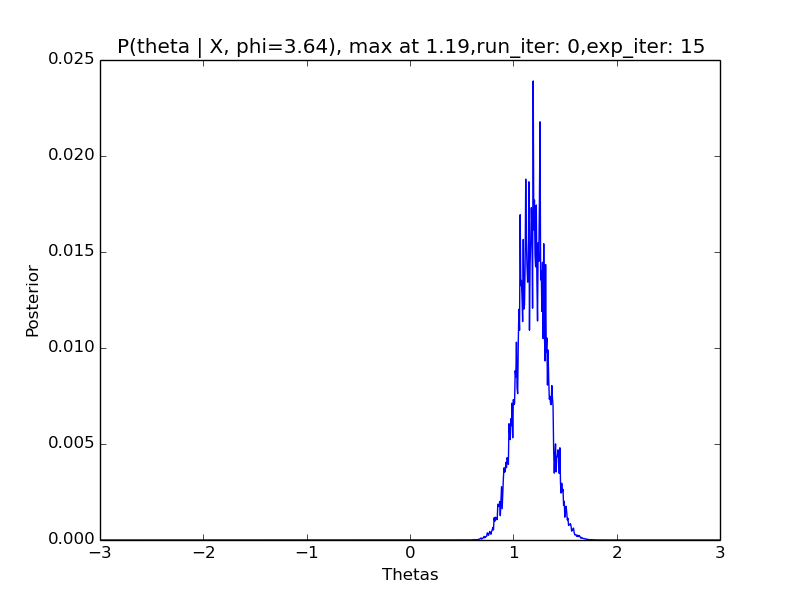 P(theta | X, phi=3.64), max at 1.19,run_iter: 0,exp_iter: 15
0.025
0.020
0.015
0.010
0.005
0.000
Posterior
−3 −2 −1 0 1 2 3
Thetas